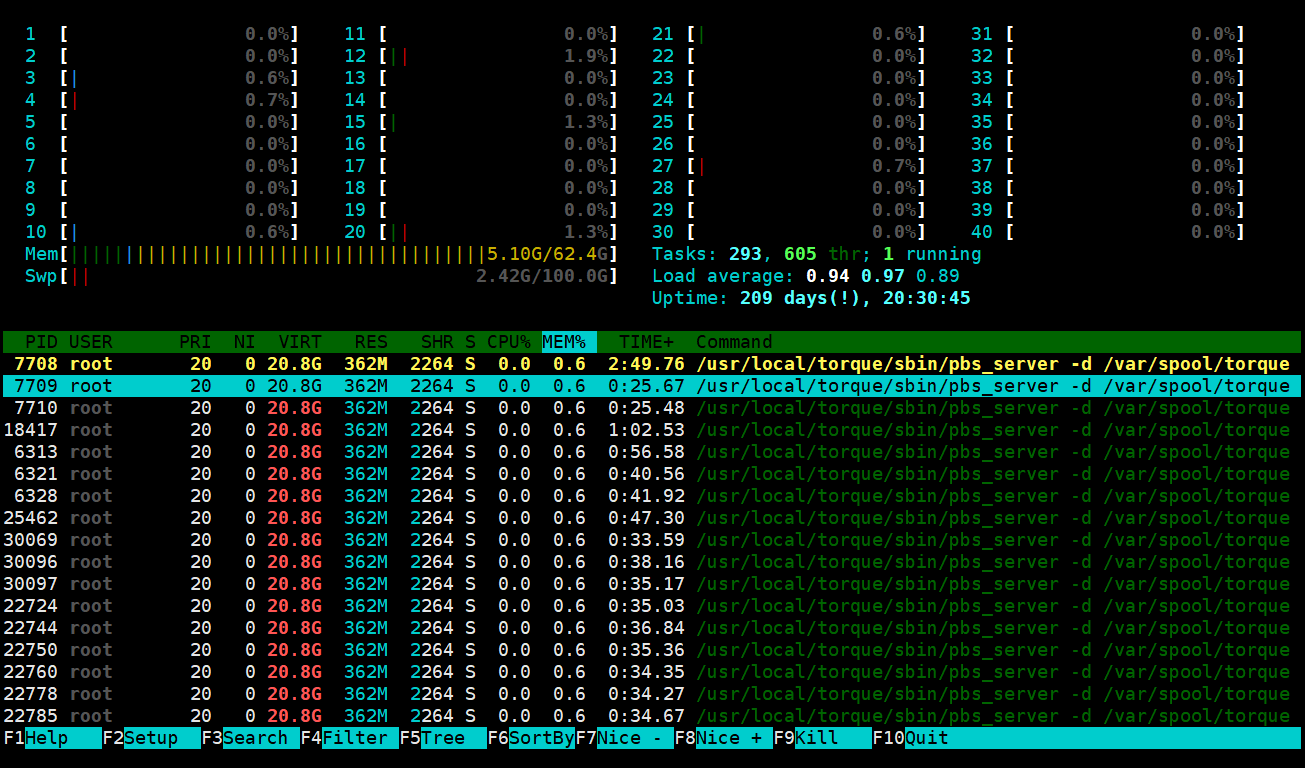 1 [ 0.0%] 11 [ 0.0%] 21 [| 0.6%] 31 [ 0.0%]
2 [ 0.0%] 12 [|| 1.9%] 22 [ 0.0%] 32 [ 0.0%]
3 [| 0.6%] 13 [ 0.0%] 23 [ 0.0%] 33 [ 0.0%]
4 [| 0.7%] 14 [ 0.0%] 24 [ 0.0%] 34 [ 0.0%]
5 [ 0.0%] 15 [| 1.3%] 25 [ 0.0%] 35 [ 0.0%]
6 [ 0.0%] 16 [ 0.0%] 26 [ 0.0%] 36 [ 0.0%]
7 [ 0.0%] 17 [ 0.0%] 27 [| 0.7%] 37 [ 0.0%]
8 [ 0.0%] 18 [ 0.0%] 28 [ 0.0%] 38 [ 0.0%]
9 [ 0.0%] 19 [ 0.0%] 29 [ 0.0%] 39 [ 0.0%]
10 [| 0.6%] 20 [|| 1.3%] 30 [ 0.0%] 40 [ 0.0%]
Mem[||||||||||||||||||||||||||||||||||||||5.10G/62.4G] Tasks: 293, 605 thr; 1 running
Swp[|| 2.42G/100.0G] Load average: 0.94 0.97 0.89
Uptime: 209 days(!), 20:30:45
PID USER PRI NI VIRT RES SHR S CPU% MEM% TIME+ Command
7708 root 20 0 20.8G 362M 2264 S 0.0 0.6 2:49.76 /usr/local/torque/sbin/pbs_server -d /var/spool/torque
7709 root 20 0 20.8G 362M 2264 S 0.0 0.6 0:25.67 /usr/local/torque/sbin/pbs_server -d /var/spool/torque
7710 root 20 0 20.8G 362M 2264 S 0.0 0.6 0:25.48 /usr/local/torque/sbin/pbs_server -d /var/spool/torque
18417 root 20 0 20.8G 362M 2264 S 0.0 0.6 1:02.53 /usr/local/torque/sbin/pbs_server -d /var/spool/torque
6313 root 20 0 20.8G 362M 2264 S 0.0 0.6 0:56.58 /usr/local/torque/sbin/pbs_server -d /var/spool/torque
6321 root 20 0 20.8G 362M 2264 S 0.0 0.6 0:40.56 /usr/local/torque/sbin/pbs_server -d /var/spool/torque
6328 root 20 0 20.8G 362M 2264 S 0.0 0.6 0:41.92 /usr/local/torque/sbin/pbs_server -d /var/spool/torque
25462 root 20 0 20.8G 362M 2264 S 0.0 0.6 0:47.30 /usr/local/torque/sbin/pbs_server -d /var/spool/torque
30069 root 20 0 20.8G 362M 2264 S 0.0 0.6 0:33.59 /usr/local/torque/sbin/pbs_server -d /var/spool/torque
30096 root 20 0 20.8G 362M 2264 S 0.0 0.6 0:38.16 /usr/local/torque/sbin/pbs_server -d /var/spool/torque
30097 root 20 0 20.8G 362M 2264 S 0.0 0.6 0:35.17 /usr/local/torque/sbin/pbs_server -d /var/spool/torque
22724 root 20 0 20.8G 362M 2264 S 0.0 0.6 0:35.03 /usr/local/torque/sbin/pbs_server -d /var/spool/torque
22744 root 20 0 20.8G 362M 2264 S 0.0 0.6 0:36.84 /usr/local/torque/sbin/pbs_server -d /var/spool/torque
22750 root 20 0 20.8G 362M 2264 S 0.0 0.6 0:35.36 /usr/local/torque/sbin/pbs_server -d /var/spool/torque
22760 root 20 0 20.8G 362M 2264 S 0.0 0.6 0:34.35 /usr/local/torque/sbin/pbs_server -d /var/spool/torque
22778 root 20 0 20.8G 362M 2264 S 0.0 0.6 0:34.27 /usr/local/torque/sbin/pbs_server -d /var/spool/torque
22785 root 20 0 20.8G 362M 2264 S 0.0 0.6 0:34.67 /usr/local/torque/sbin/pbs_server -d /var/spool/torque
F1Help F2Setup F3Search F4Filter F5Tree F6SortByF7Nice -F8Nice +F9Kill F10Quit